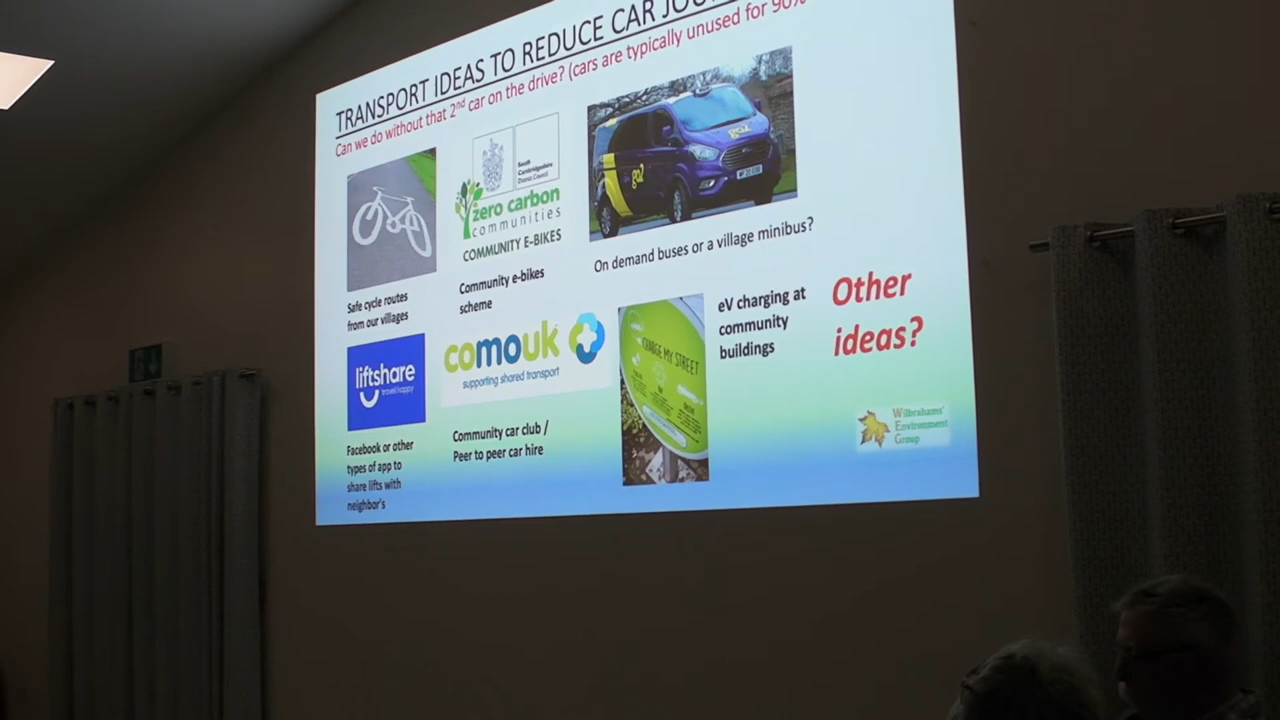 TRANSPORT IDEAS TO REDUCE CAR
Can we do without that 2nd car on the drive? (cars are typically unused for 90%
South
Cambridgeshire
District Council
zero carbon
communities
COMMUNITY E-BIKES
go2
go2
On demand buses or a village minibus?
Safe cycle routes
from our villages
Community e-bikes
scheme
liftshare
travel happy
comouk
supporting shared transport
CHARGE MY STREET
eV charging at
community
buildings
Other
ideas?
Facebook or other
types of app to
share lifts with
neighbor's
Community car club /
Peer to peer car hire
Wilbrahams'
Environment
Group